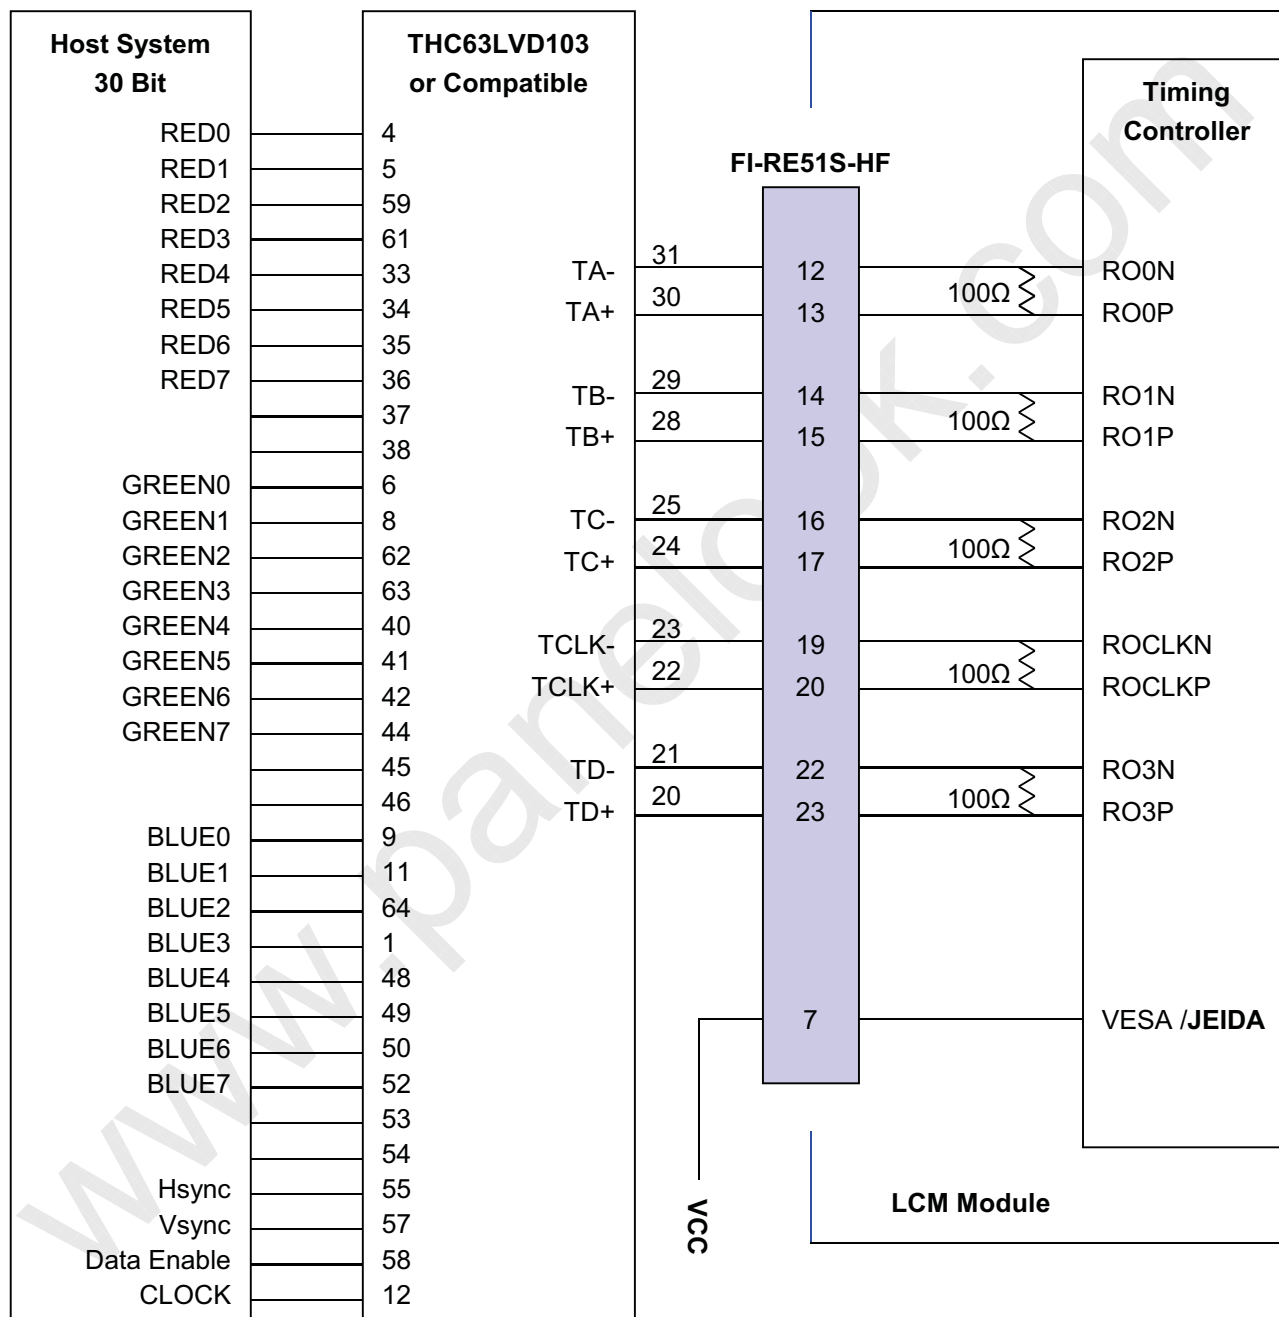 Host System
30 Bit
THC63LVD103
or Compatible
Timing
Controller
FI-RE51S-HF
RED0 4
RED1 5
RED2 59
RED3 61
RED4 33
RED5 34
RED6 35
RED7 36
37
38
GREEN0 6
GREEN1 8
GREEN2 62
GREEN3 63
GREEN4 40
GREEN5 41
GREEN6 42
GREEN7 44
45
46
BLUE0 9
BLUE1 11
BLUE2 64
BLUE3 1
BLUE4 48
BLUE5 49
BLUE6 50
BLUE7 52
53
54
Hsync 55
Vsync 57
Data Enable 58
CLOCK 12
TA- 31 12 RO0N
100Ω
TA+ 30 13 RO0P
TB- 29 14 RO1N
100Ω
TB+ 28 15 RO1P
TC- 25 16 RO2N
100Ω
TC+ 24 17 RO2P
TCLK- 23 19 ROCLKN
100Ω
TCLK+ 22 20 ROCLKP
TD- 21 22 RO3N
100Ω
TD+ 20 23 RO3P
7 VESA /JEIDA
VCC
LCM Module
www.panelook.com